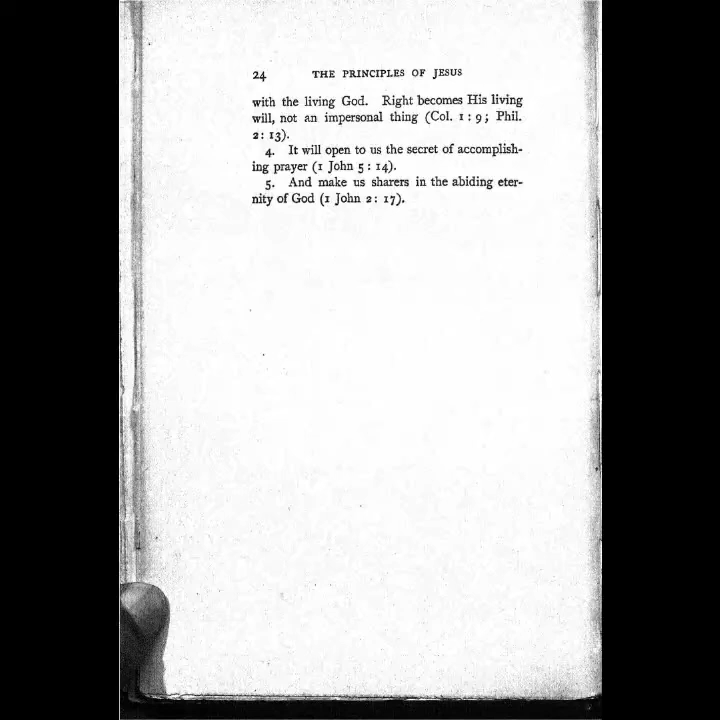 24 THE PRINCIPLES OF JESUS
with the living God. Right becomes His living
will, not an impersonal thing (Col. 1 : 9 ; Phil.
2 : 13).
4. It will open to us the secret of accomplish-
ing prayer (1 John 5 : 14).
5. And make us sharers in the abiding eter-
nity of God (1 John 2 : 17).